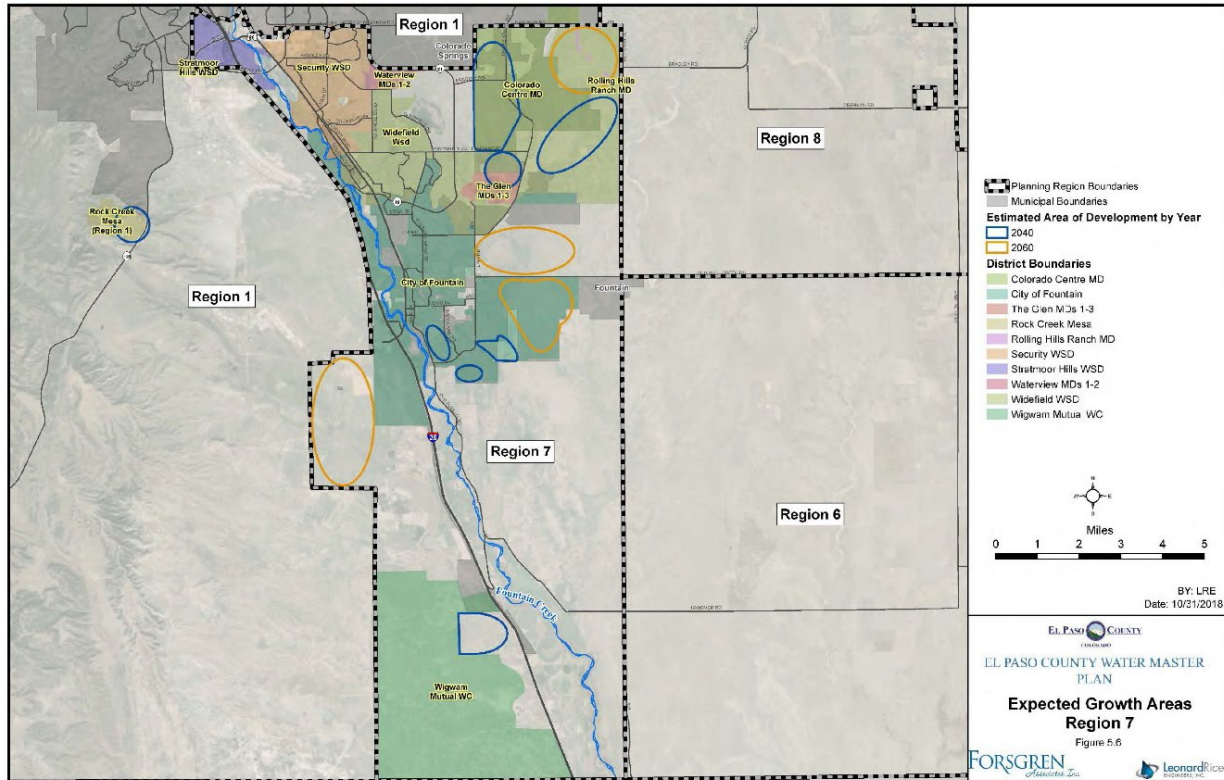 Region 1
Colorado
Springs
Stratmoor
Hills WSD
Security WSD
Waterview
MDs 1-2
Colorado
Centre MD
Rolling Hills
Ranch MD
BRADLEY RD
Widefield
Wsd
Region 8
The Glen
MDs 1-3
Rock Creek
Mesa
(Region 1)
Region 1
City of Fountain
Fountain
25
Region 7
Region 6
Fountain Creek
Wigwam
Mutual WC
Planning Region Boundaries
Municipal Boundaries
Estimated Area of Development by Year
2040
2060
District Boundaries
Colorado Centre MD
City of Fountain
The Glen MDs 1-3
Rock Creek Mesa
Rolling Hills Ranch MD
Security WSD
Stratmoor Hills WSD
Waterview MDs 1-2
Widefield WSD
Wigwam Mutual WC
N
W E
S
Miles
0 1 2 3 4 5
BY: LRE
Date: 10/31/2018
EL PASO COUNTY
COLORADO
EL PASO COUNTY WATER MASTER
PLAN
Expected Growth Areas
Region 7
Figure 5.6
FORSGREN
Associates Inc.
LeonardRice
ENGINEERS, INC.